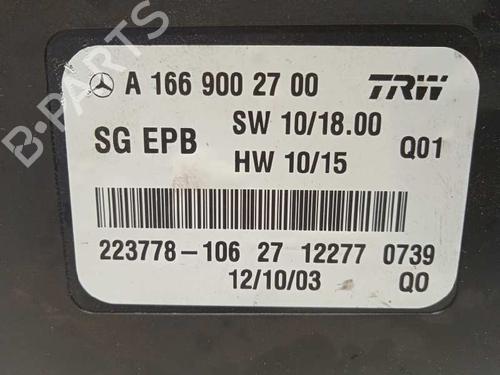 B-PARTS
A 166 900 27 00 TRW
SG EPB SW 10/18.00 Q01
HW 10/15
223778-106 27 12277 0739
12/10/03 Q0